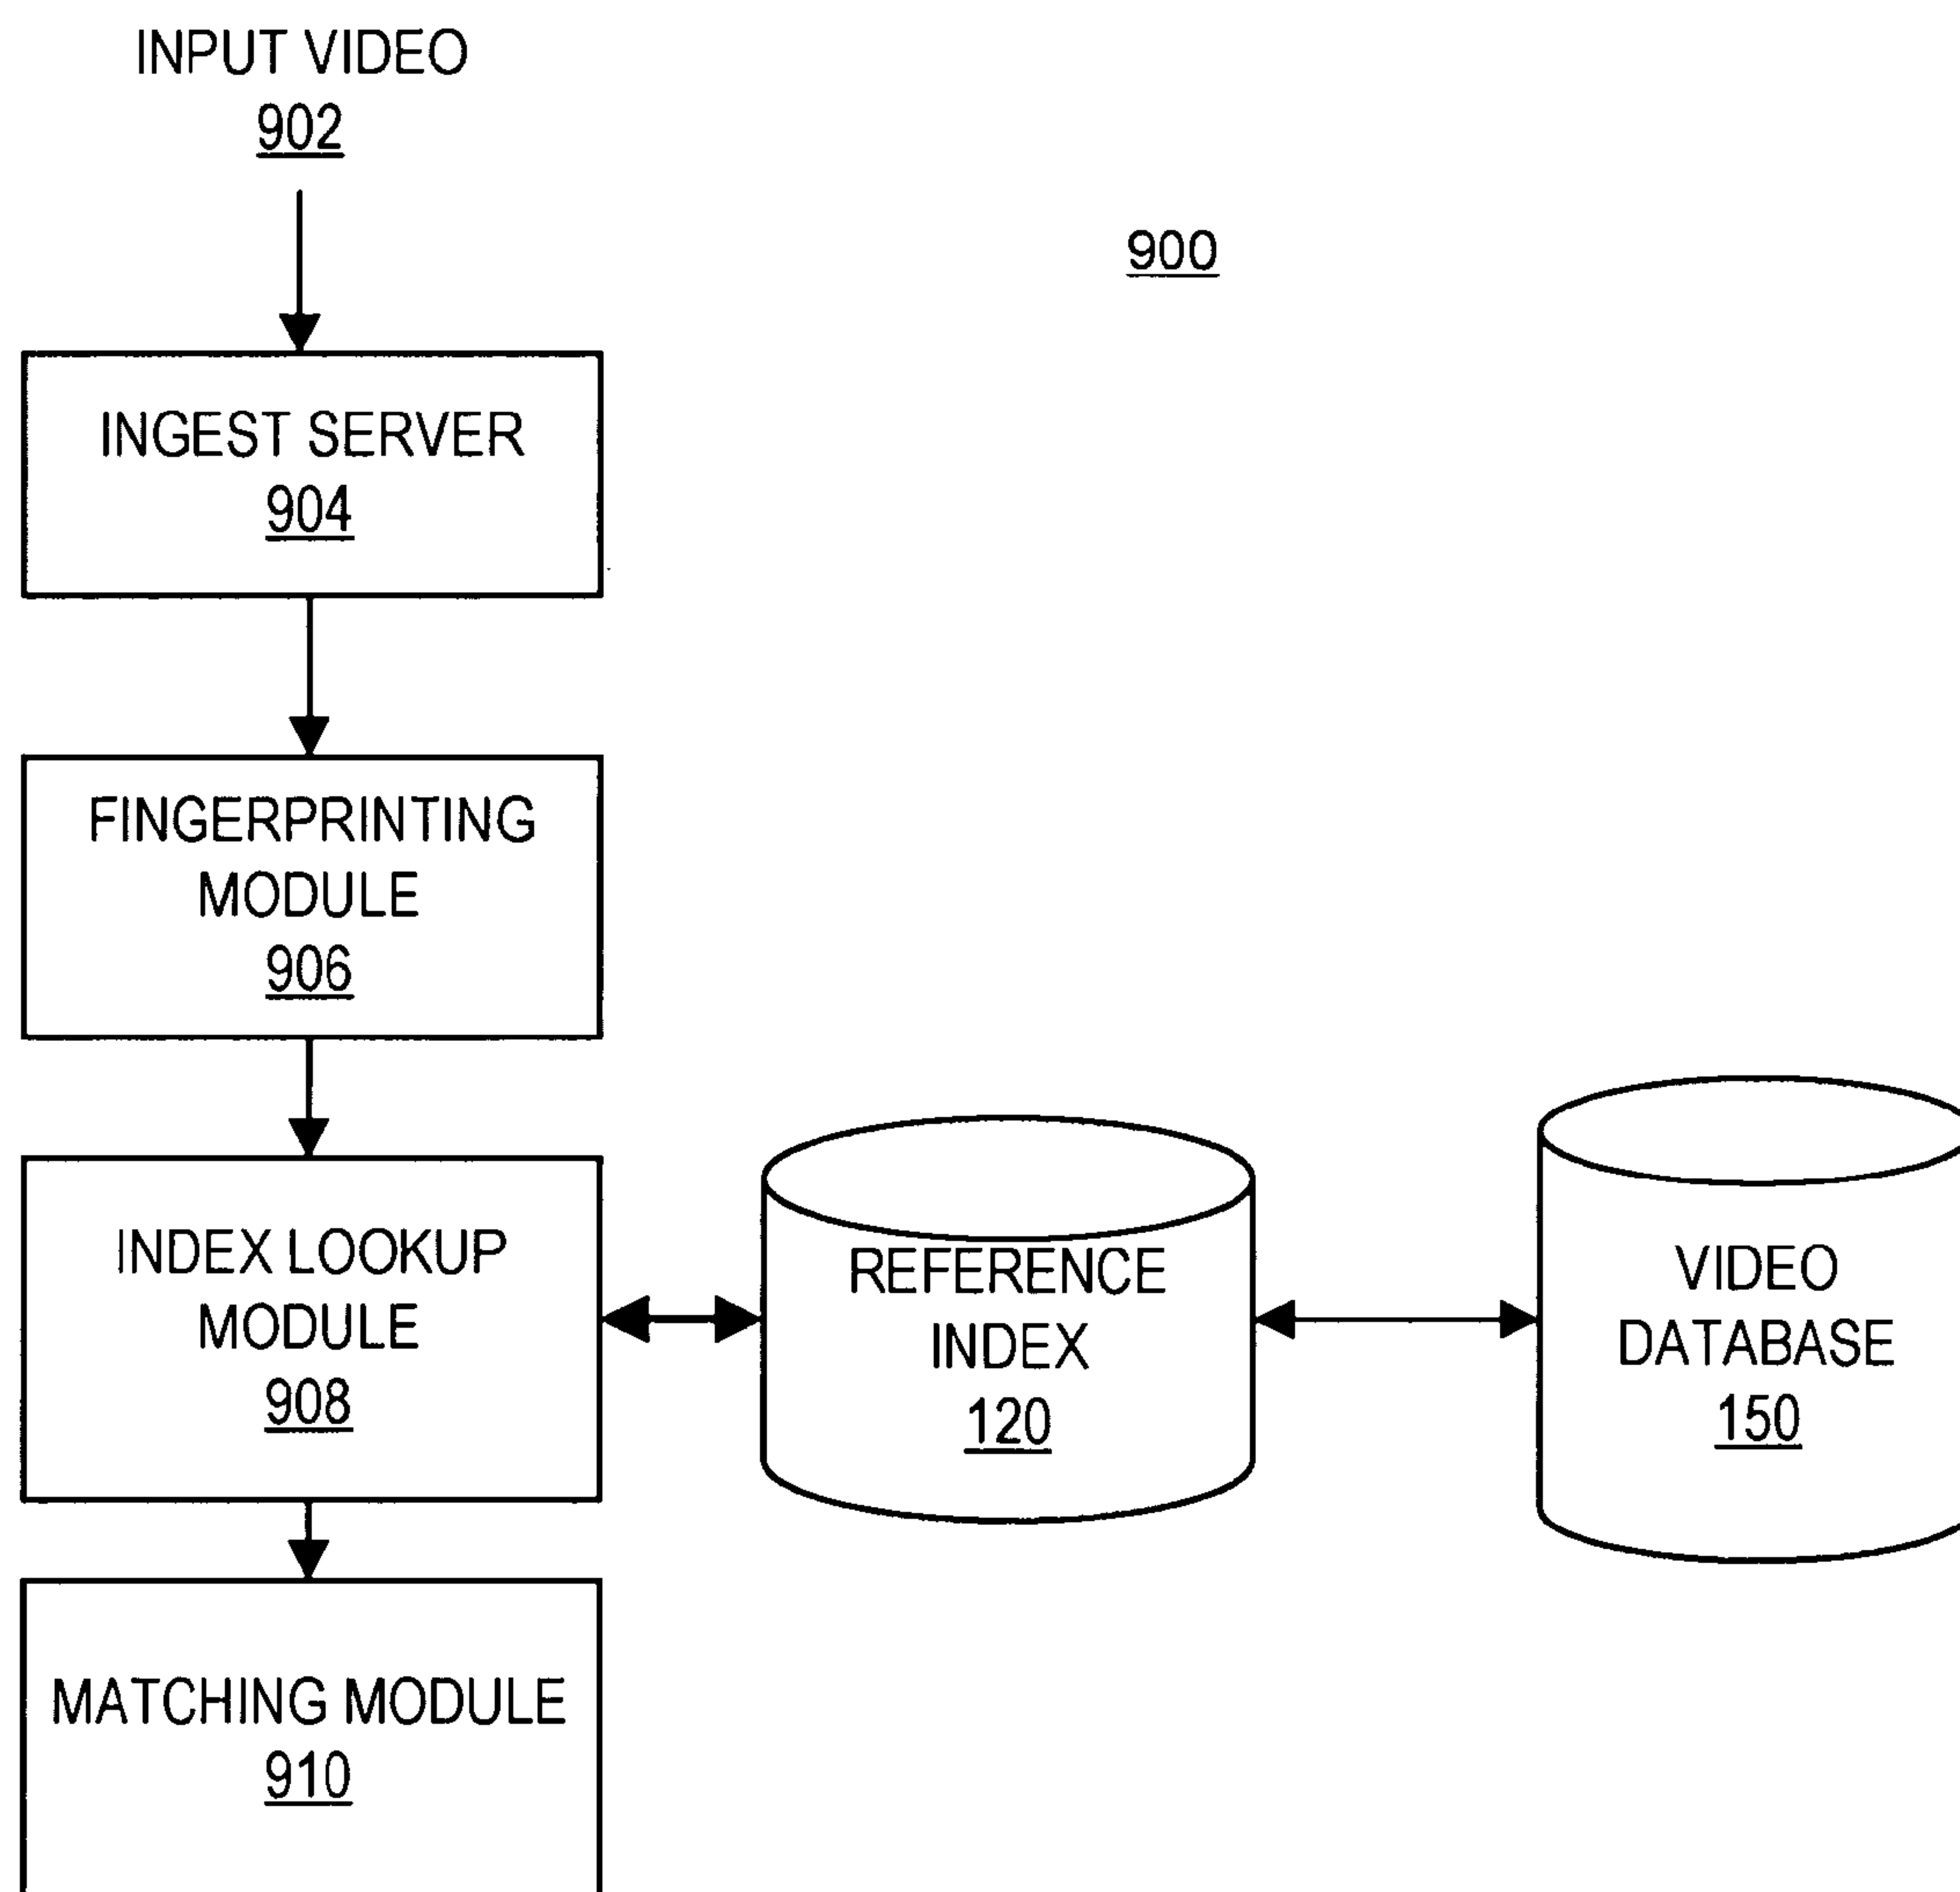 INPUT VIDEO
902
900
INGEST SERVER
904
FINGERPRINTING
MODULE
906
INDEX LOOKUP
MODULE
908
REFERENCE
INDEX
120
VIDEO
DATABASE
150
MATCHING MODULE
910